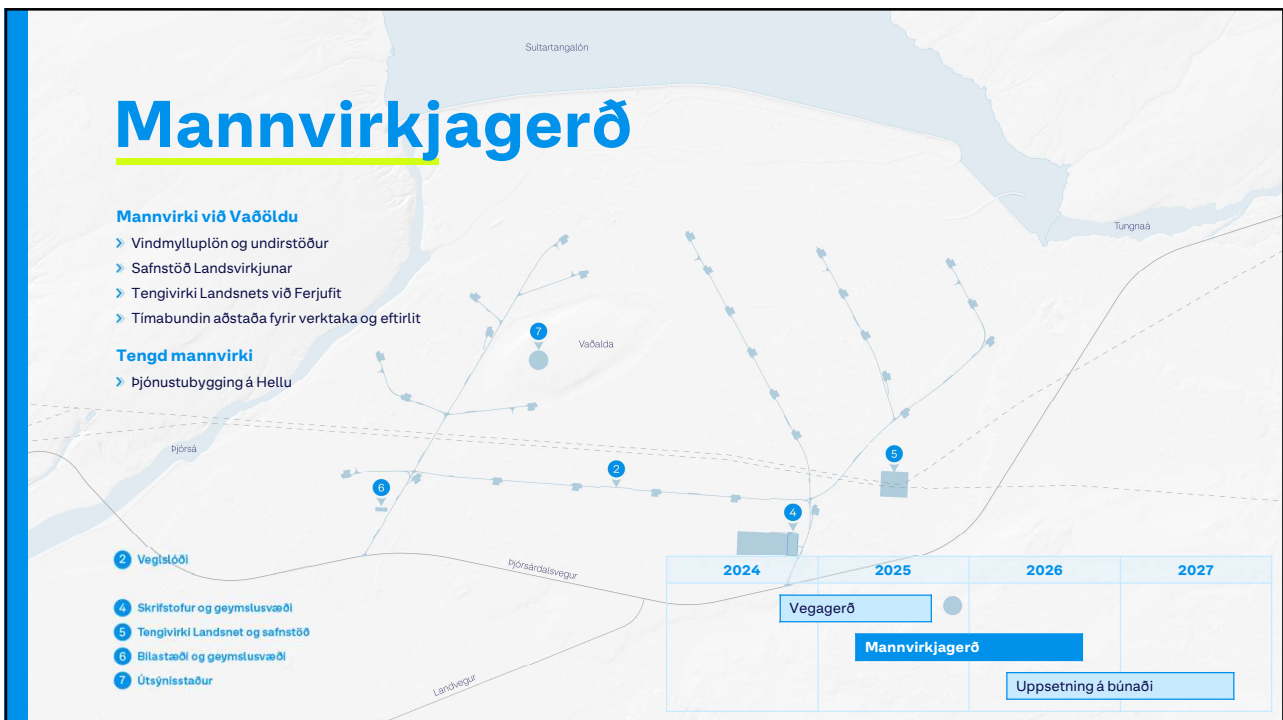 Sultartangalón
Mannvirkjagerð
Mannvirki við Vaðöldu
Vindmylluplön og undirstöður
Safnstöð Landsvirkjunar
Tengivirki Landsnets við Ferjufit
Tímabundin aðstaða fyrir verktaka og eftirlit
Tengd mannvirki
Þjónustubygging á Hellu
Tungnaá
7
Vaðalda
Þjórsá
5
2
6
4
Þjórsárdalsvegur
Landvegur
2 Vegislóði
4 Skrifstofur og geymslusvæði
5 Tengivirki Landsnet og safnstöð
6 Bílastæði og geymslusvæði
7 Útsýnisstaður
2024 2025 2026 2027
Vegagerð
Mannvirkjagerð
Uppsetning á búnaði